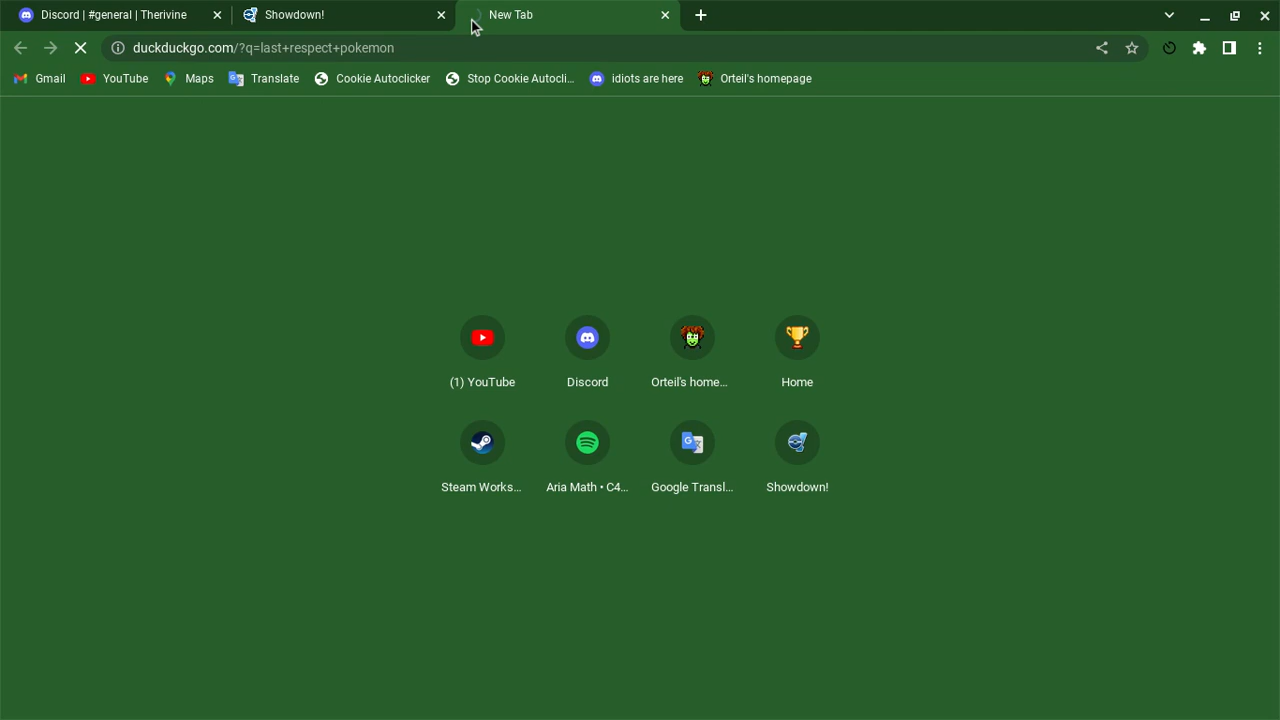 Discord | #general | Therivine
Showdown!
New Tab
duckduckgo.com/?q=last+respect+pokemon
Gmail
YouTube
Maps
Translate
Cookie Autoclicker
Stop Cookie Autocli...
idiots are here
Orteil's homepage
(1) YouTube
Discord
Orteil's home...
Home
Steam Works...
Aria Math • C4...
Google Transl...
Showdown!